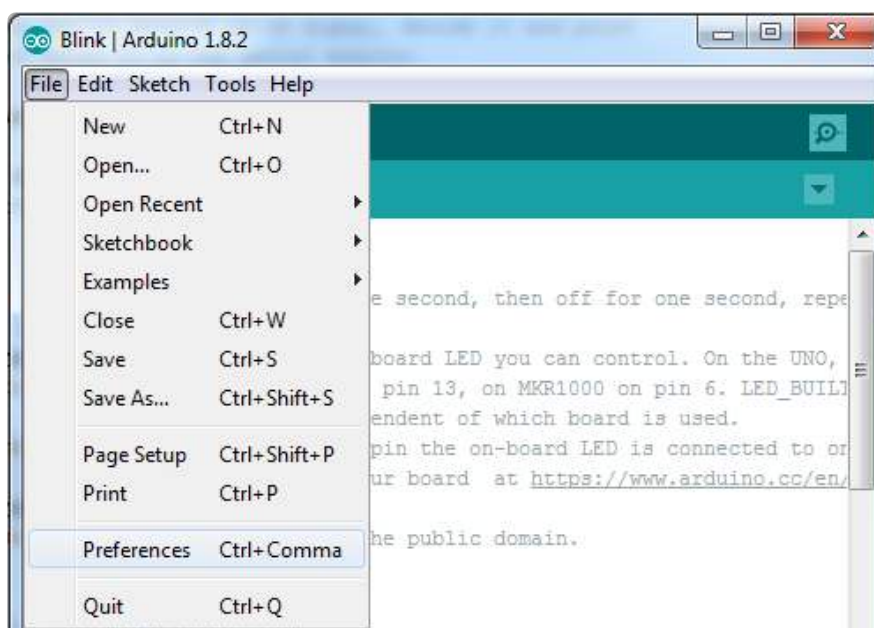 Blink | Arduino 1.8.2
File Edit Sketch Tools Help
New Ctrl+N
Open... Ctrl+O
Open Recent
Sketchbook
Examples
Close Ctrl+W
Save Ctrl+S
Save As... Ctrl+Shift+S
Page Setup Ctrl+Shift+P
Print Ctrl+P
Preferences Ctrl+Comma
Quit Ctrl+Q
e second, then off for one second, repe
board LED you can control. On the UNO,
pin 13, on MKR1000 on pin 6. LED_BUILT
endent of which board is used.
pin the on-board LED is connected to on
ur board at https://www.arduino.cc/en/
he public domain.